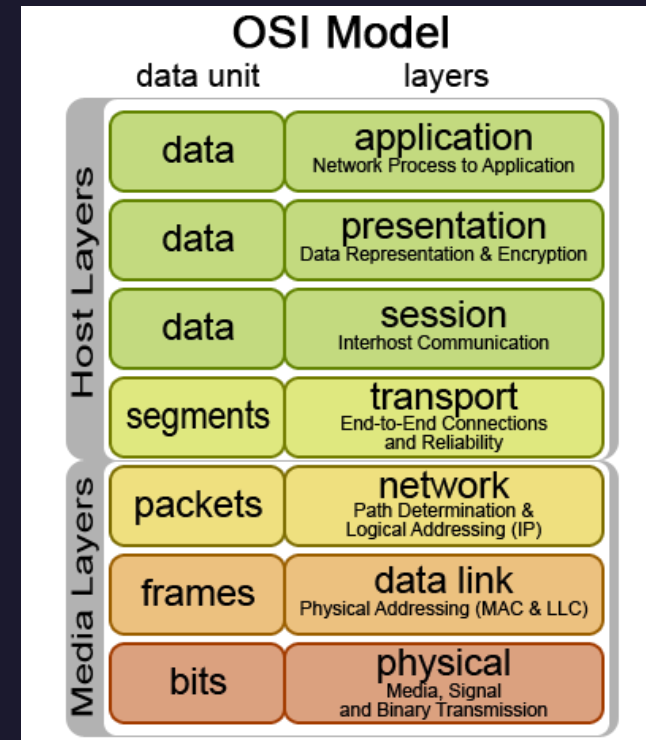 OSI Model
data unit layers
Host Layers
data application
Network Process to Application
data presentation
Data Representation & Encryption
data session
Interhost Communication
segments transport
End-to-End Connections
and Reliability
Media Layers
packets network
Path Determination &
Logical Addressing (IP)
frames data link
Physical Addressing (MAC & LLC)
bits physical
Media, Signal
and Binary Transmission